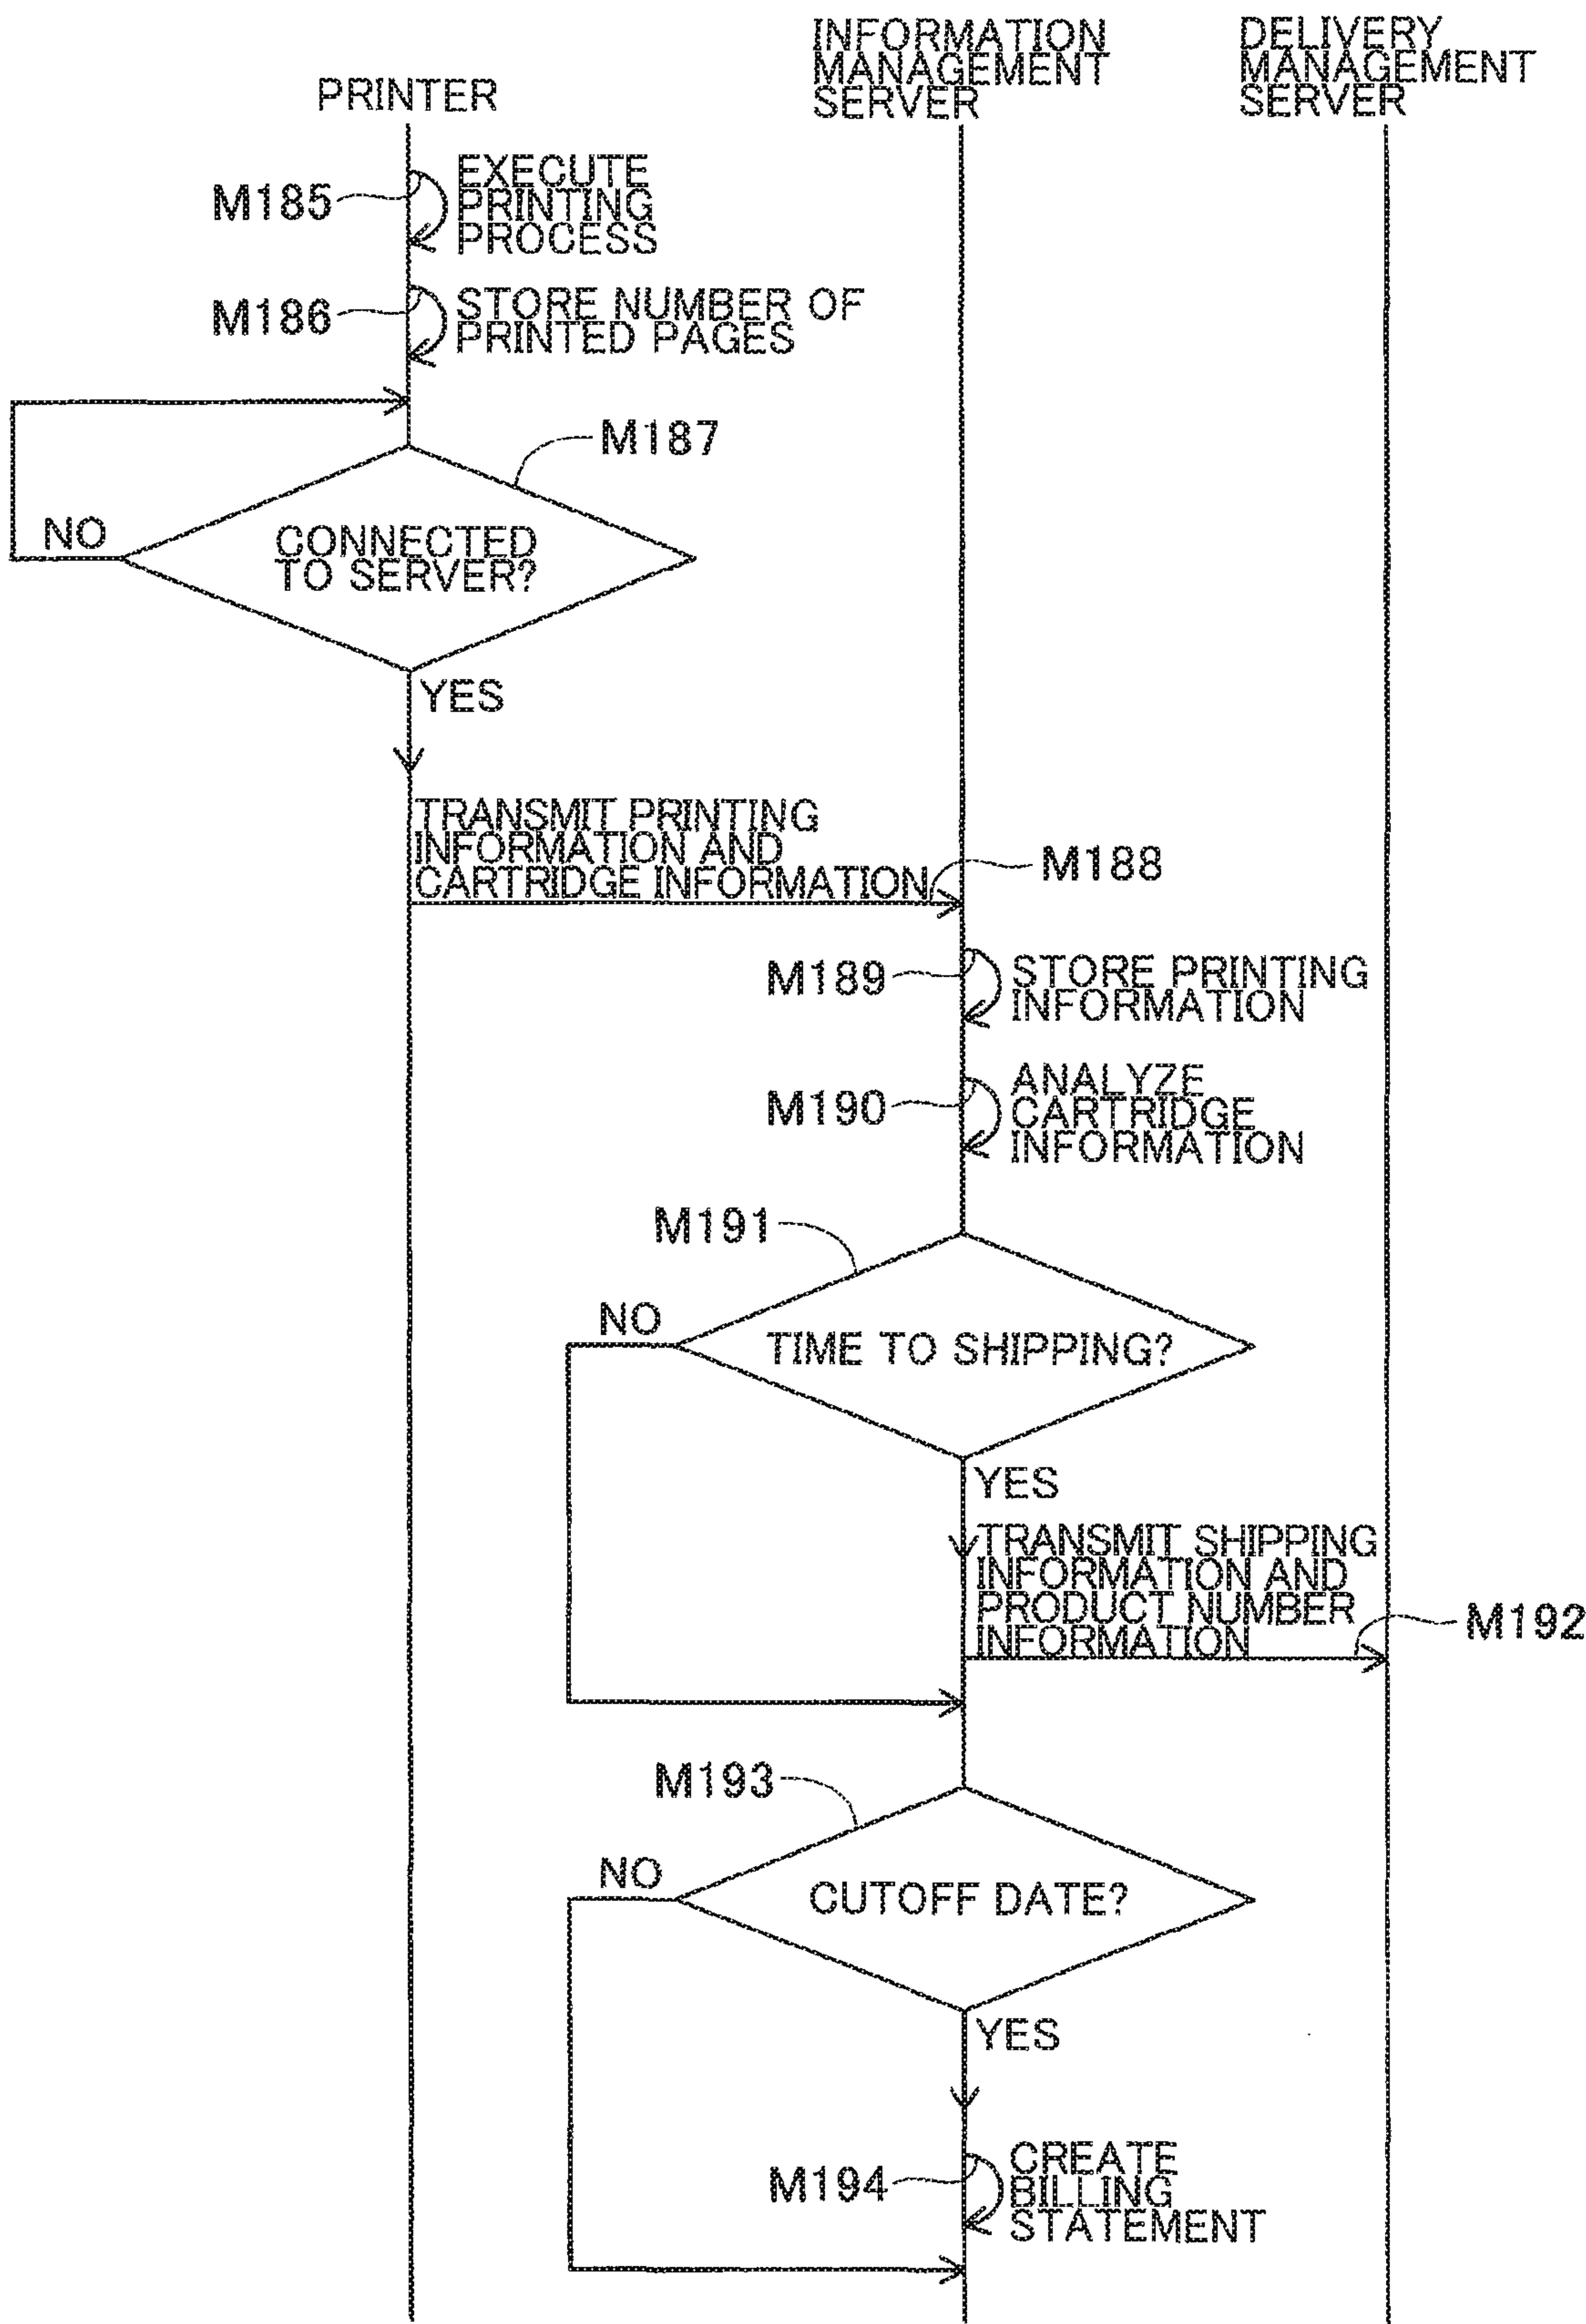 PRINTER
INFORMATION
MANAGEMENT
SERVER
DELIVERY
MANAGEMENT
SERVER
M185
EXECUTE
PRINTING
PROCESS
M186
STORE NUMBER OF
PRINTED PAGES
M187
NO
CONNECTED
TO SERVER?
YES
TRANSMIT PRINTING
INFORMATION AND
CARTRIDGE INFORMATION
M188
M189
STORE PRINTING
INFORMATION
M190
ANALYZE
CARTRIDGE
INFORMATION
M191
NO
TIME TO SHIPPING?
YES
TRANSMIT SHIPPING
INFORMATION AND
PRODUCT NUMBER
INFORMATION
M192
M193
NO
CUTOFF DATE?
YES
M194
CREATE
BILLING
STATEMENT